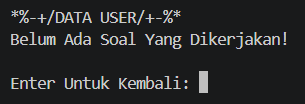 *%-+/DATA USER/+-%*
Belum Ada Soal Yang Dikerjakan!
Enter Untuk Kembali: